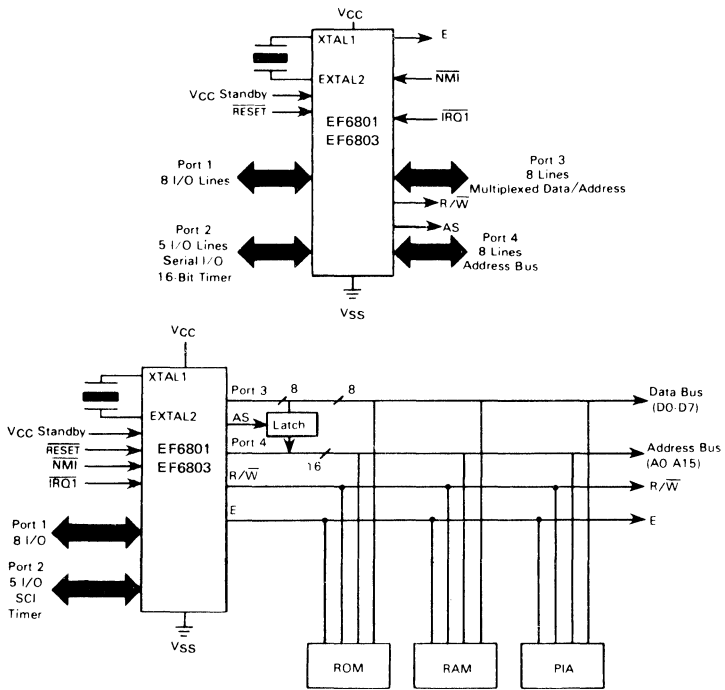 VCC
XTAL1
E
EXTAL2
NMI
VCC Standby
RESET
EF6801
EF6803
IRQ1
Port 1
8 I/O Lines
Port 3
8 Lines
Multiplexed Data/Address
R/W
AS
Port 2
5 I/O Lines
Serial I/O
16-Bit Timer
Port 4
8 Lines
Address Bus
VSS
VCC
XTAL1
EXTAL2
VCC Standby
RESET
NMI
IRQ1
EF6801
EF6803
Port 1
8 I/O
Port 2
5 I/O
SCI
Timer
VSS
Port 3
8
8
Data Bus
(D0-D7)
AS
Latch
Port 4
16
Address Bus
(A0 A15)
R/W
R/W
E
E
ROM
RAM
PIA